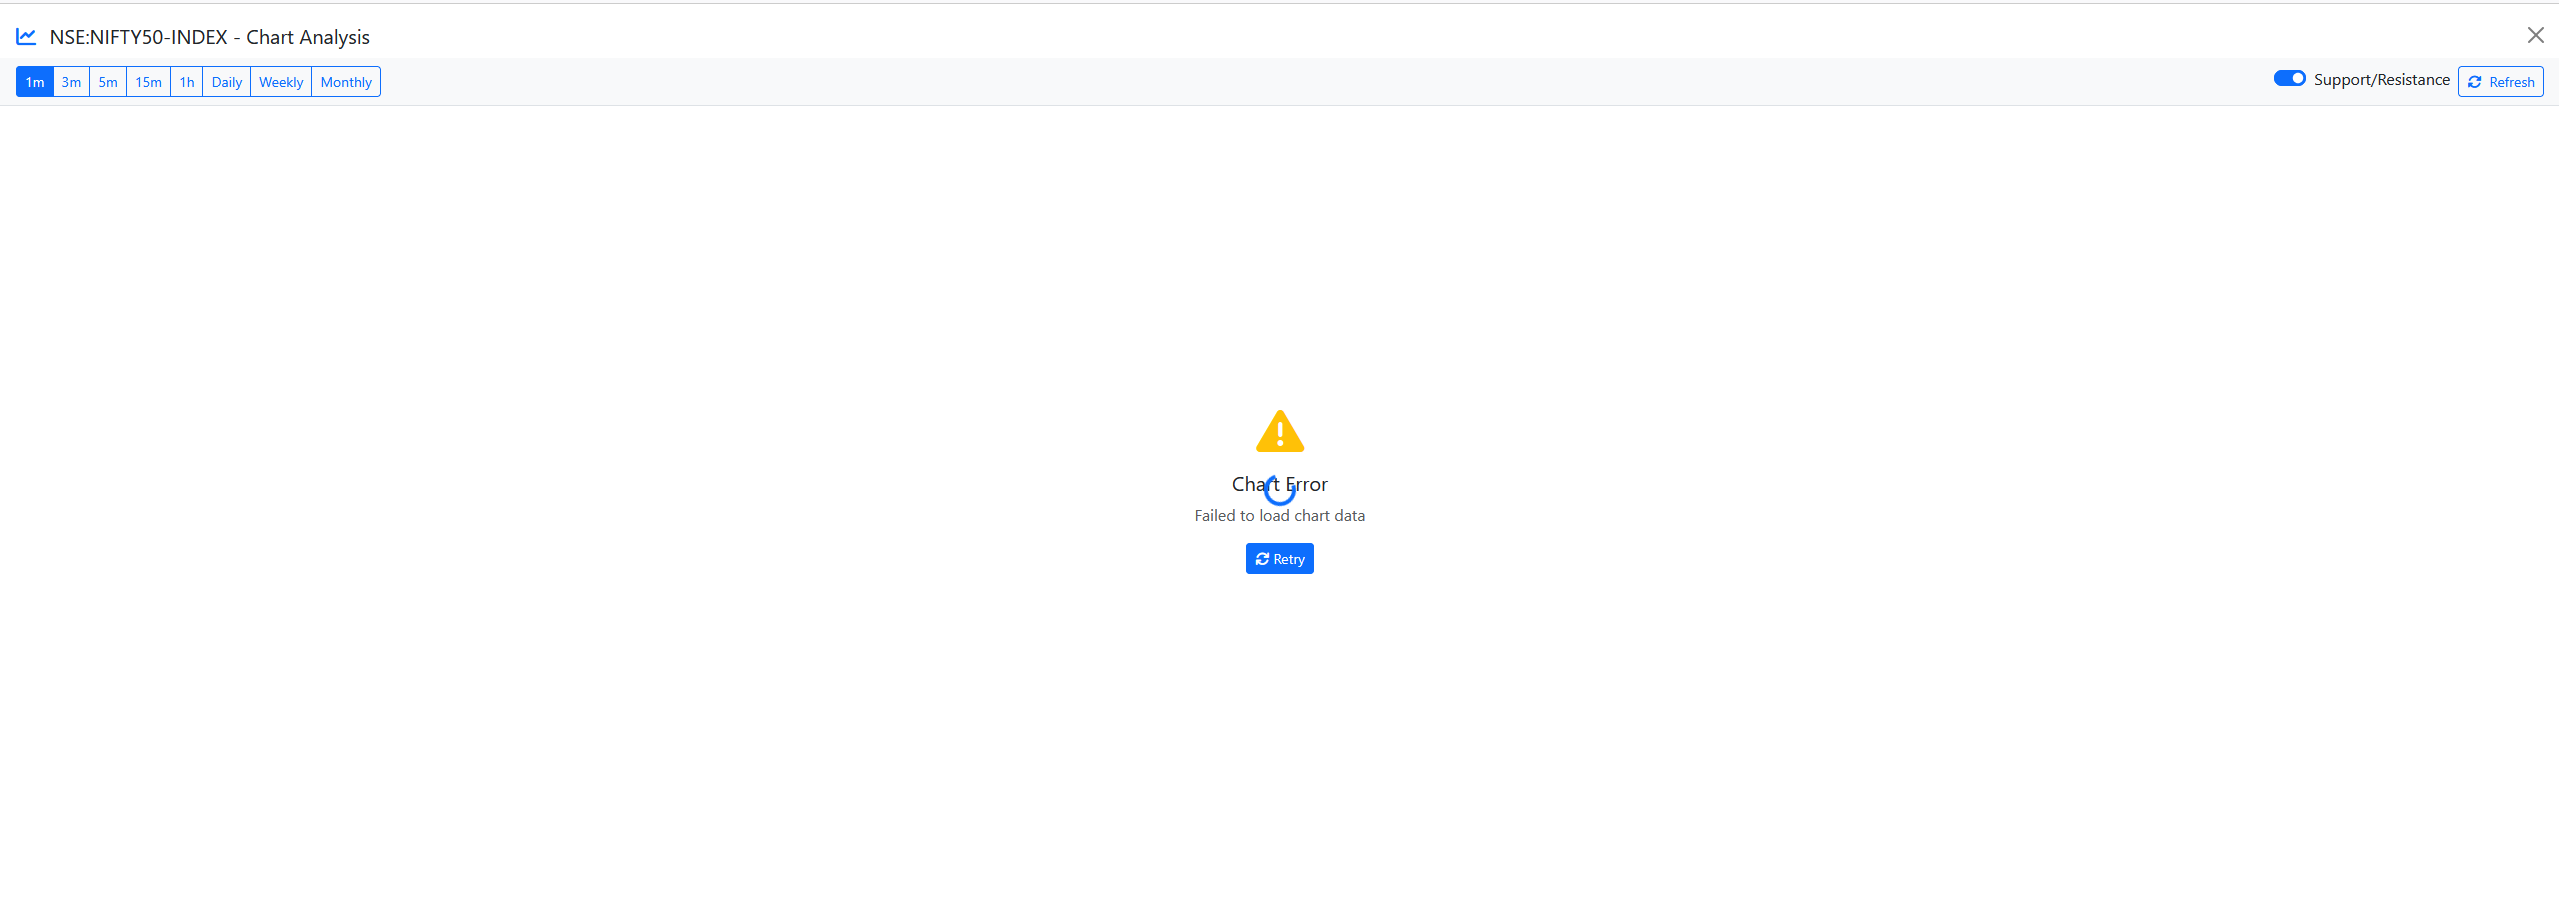 NSE:NIFTY50-INDEX - Chart Analysis
1m 3m 5m 15m 1h Daily Weekly Monthly
Support/Resistance Refresh
Chart Error
Failed to load chart data
Retry